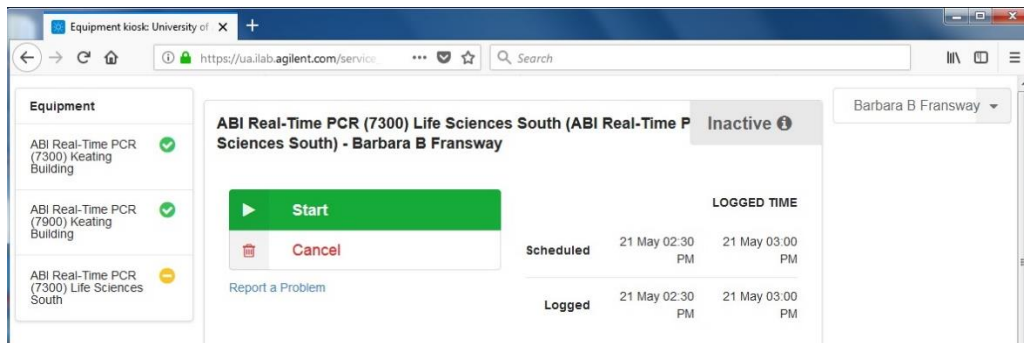 Equipment kiosk: University of
https://ua.ilab.agilent.com/service
Search
Equipment
ABI Real-Time PCR
(7300) Keating
Building
ABI Real-Time PCR
(7900) Keating
Building
ABI Real-Time PCR
(7300) Life Sciences
South
ABI Real-Time PCR (7300) Life Sciences South (ABI Real-Time P
Sciences South) - Barbara B Fransway
Inactive
Start
Cancel
Report a Problem
LOGGED TIME
Scheduled
21 May 02:30
PM
21 May 03:00
PM
Logged
21 May 02:30
PM
21 May 03:00
PM
Barbara B Fransway